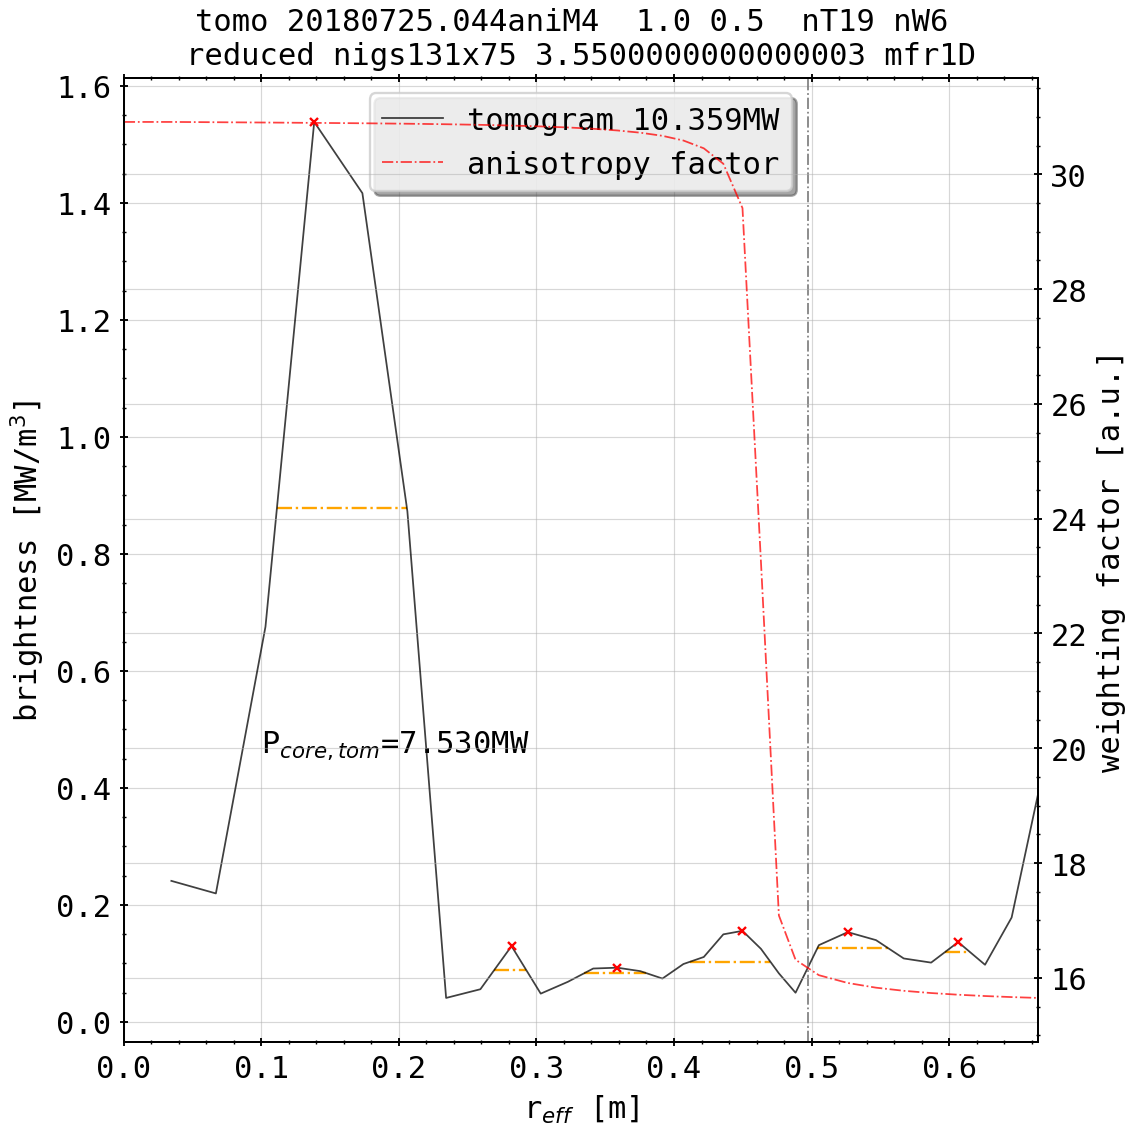 tomo 20180725.044aniM4  1.0 0.5  nT19 nW6
reduced nigs131x75 3.5500000000000003 mfr1D
tomogram 10.359MW
anisotropy factor
1.6
1.4
1.2
1.0
0.8
0.6
0.4
0.2
0.0
brightness [MW/m³]
P_core,tom=7.530MW
30
28
26
24
22
20
18
16
weighting factor [a.u.]
0.0 0.1 0.2 0.3 0.4 0.5 0.6
r_eff [m]